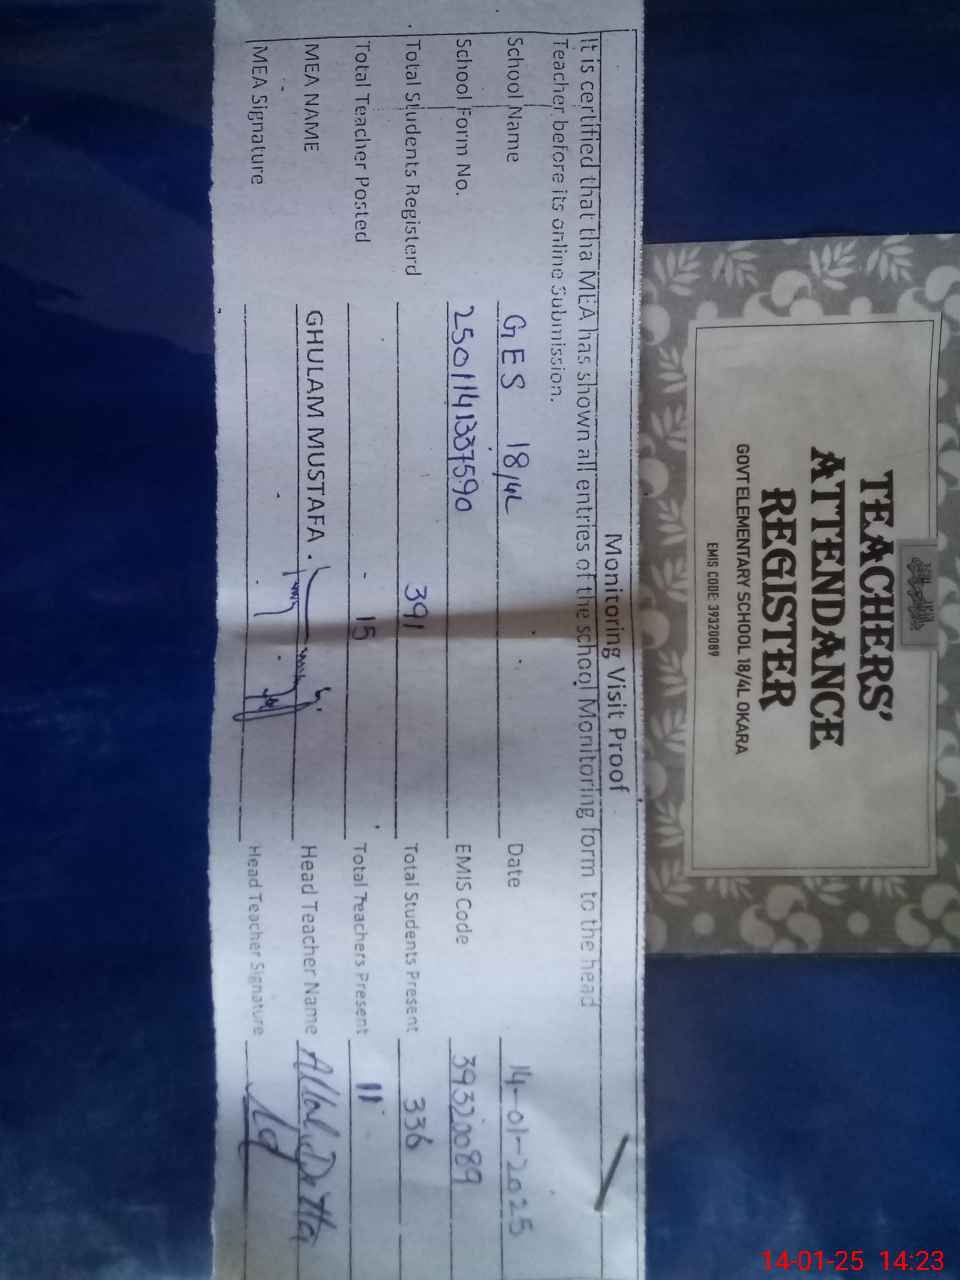 Monitoring Visit Proof
It is certified that tha MEA has shown all entries of the school Monitoring form to the head
Teacher before its online Submission.
School Name GES 18/4L Date 14-01-2025
School Form No. 2501141337590 EMIS Code 39320089
Total Students Registerd 391 Total Students Present 336
Total Teacher Posted 15 Total Teachers Present 11
MEA NAME GHULAM MUSTAFA. Head Teacher Name Allah Ditta
MEA Signature Head Teacher Signature
TEACHERS'
ATTENDANCE
REGISTER
GOVT ELEMENTARY SCHOOL 18/4L OKARA
EMIS CODE: 39320089
14-01-25 14:23